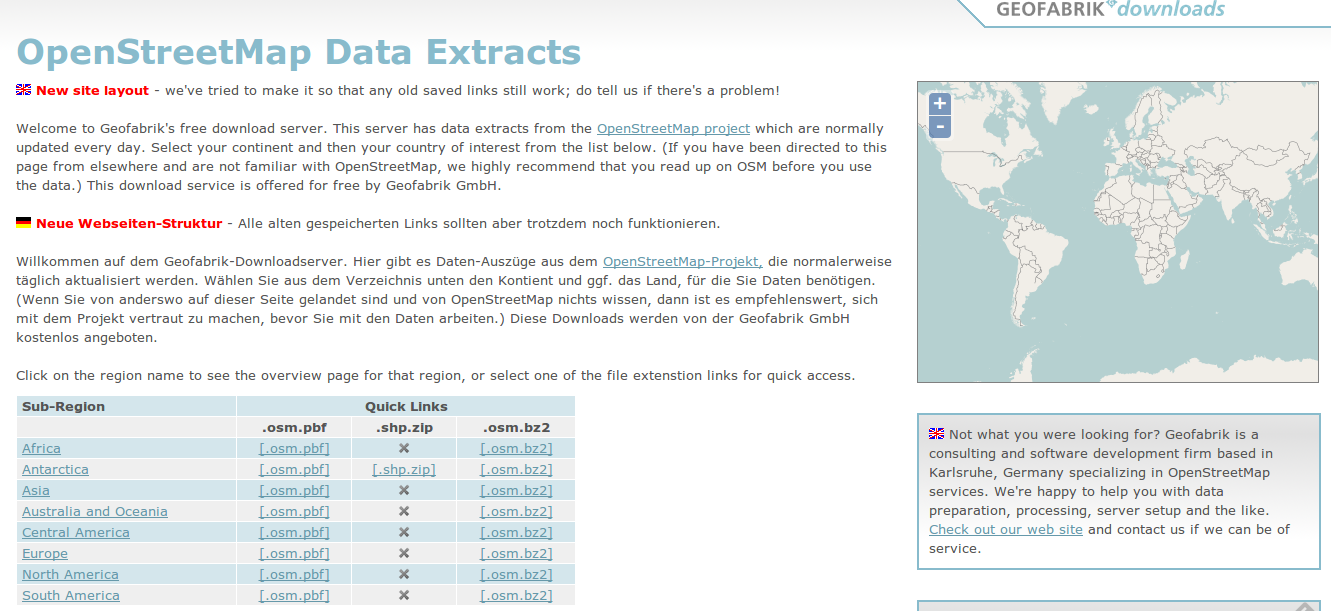 GEOFABRIK downloads
OpenStreetMap Data Extracts
New site layout - we've tried to make it so that any old saved links still work; do tell us if there's a problem!
Welcome to Geofabrik's free download server. This server has data extracts from the OpenStreetMap project which are normally
updated every day. Select your continent and then your country of interest from the list below. (If you have been directed to this
page from elsewhere and are not familiar with OpenStreetMap, we highly recommend that you read up on OSM before you use
the data.) This download service is offered for free by Geofabrik GmbH.
Neue Webseiten-Struktur - Alle alten gespeicherten Links sollten aber trotzdem noch funktionieren.
Willkommen auf dem Geofabrik-Downloadserver. Hier gibt es Daten-Auszüge aus dem OpenStreetMap-Projekt, die normalerweise
täglich aktualisiert werden. Wählen Sie aus dem Verzeichnis unten den Kontient und ggf. das Land, für die Sie Daten benötigen.
(Wenn Sie von anderswo auf dieser Seite gelandet sind und von OpenStreetMap nichts wissen, dann ist es empfehlenswert, sich
mit dem Projekt vertraut zu machen, bevor Sie mit den Daten arbeiten.) Diese Downloads werden von der Geofabrik GmbH
kostenlos angeboten.
Click on the region name to see the overview page for that region, or select one of the file extenstion links for quick access.
Sub-Region Quick Links
.osm.pbf .shp.zip .osm.bz2
Africa [.osm.pbf] ✖ [.osm.bz2]
Antarctica [.osm.pbf] [.shp.zip] [.osm.bz2]
Asia [.osm.pbf] ✖ [.osm.bz2]
Australia and Oceania [.osm.pbf] ✖ [.osm.bz2]
Central America [.osm.pbf] ✖ [.osm.bz2]
Europe [.osm.pbf] ✖ [.osm.bz2]
North America [.osm.pbf] ✖ [.osm.bz2]
South America [.osm.pbf] ✖ [.osm.bz2]
+
-
Not what you were looking for? Geofabrik is a
consulting and software development firm based in
Karlsruhe, Germany specializing in OpenStreetMap
services. We're happy to help you with data
preparation, processing, server setup and the like.
Check out our web site and contact us if we can be of
service.